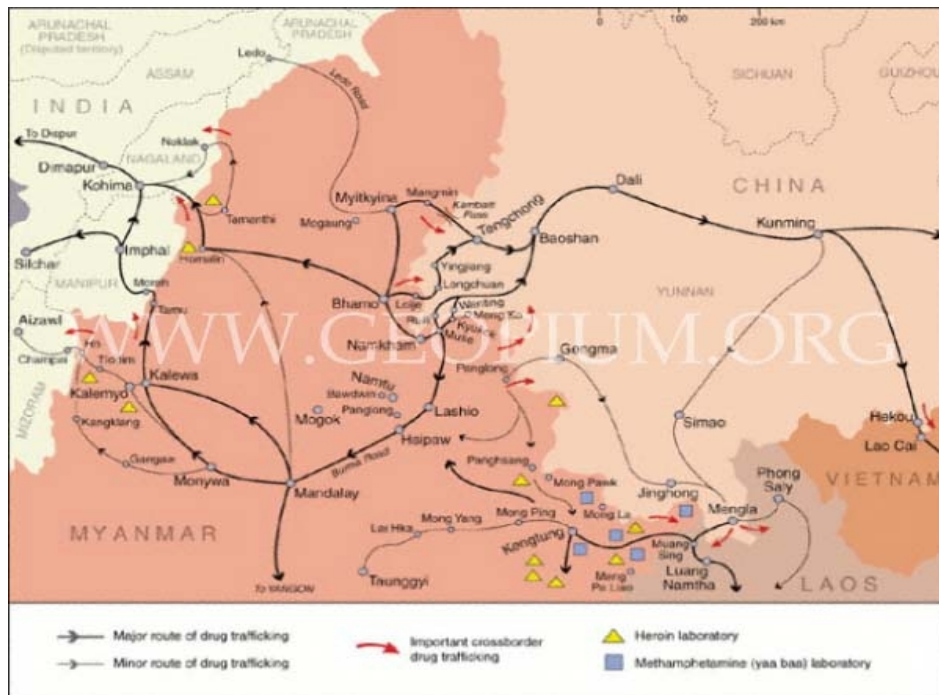 ARUNACHAL
PRADESH
(Disputed territory)
ARUNACHAL
PRADESH
0 100 200 km
Ledo
SICHUAN
GUIZHOU
ASSAM
Ledo Road
INDIA
To Dispur
Noklak
NAGALAND
Dimapur
Kohima
CHINA
Dali
Myitkyina
Mangmin
Kambaiti
Pass
Tamanthi
Mogaung
Tengchong
Kunming
Baoshan
Imphal
Homalin
Silchar
Yingjiang
MANIPUR
Moreh
Longchuan
YUNNAN
Bhamo
Loije
Tamu
Wanting
Ruili
Aizawl
WWW.GEOPIUM.ORG
Kyukok
Muse
Namkham
Champai
Hri
Tiddim
Gengma
Panglong
Kalewa
Kalemyo
Namtu
Bawdwin
MIZORAM
Mogok
Panglong
Lashio
Simao
Hekou
Kangklang
Hsipaw
Lao Cai
Burma Road
Gangaw
Panghsang
Phong
Saly
VIETNAM
Monywa
Mandalay
Mong Pawk
Jinghong
Mong La
Mengla
MYANMAR
Mong Ping
Mong Yang
Lai Hka
Kengtung
Muang
Sing
Luang
Namtha
Taunggyi
Mong
Pa Liao
LAOS
To YANGON
Major route of drug trafficking
Important crossborder
drug trafficking
Heroin laboratory
Minor route of drug trafficking
Methamphetamine (yaa baa) laboratory